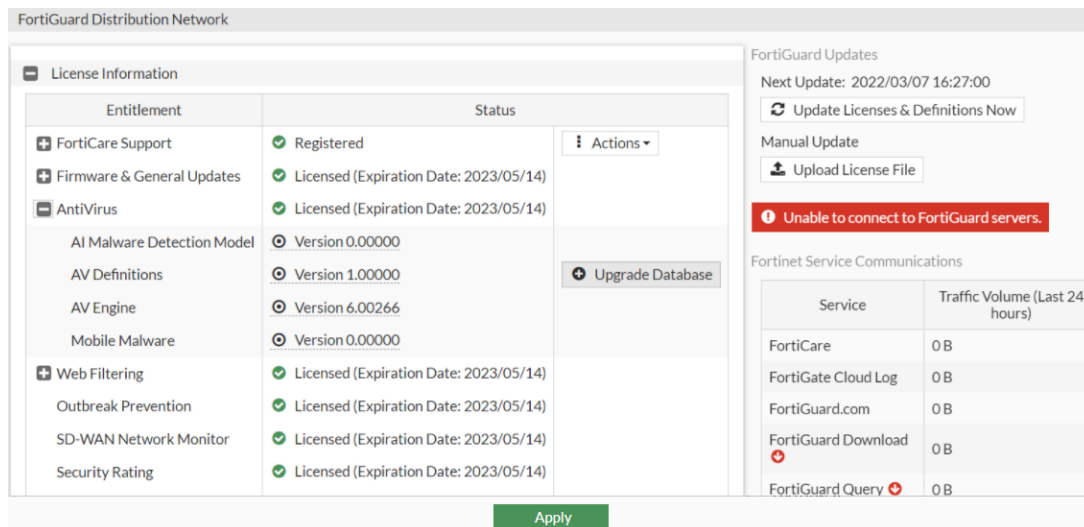 FortiGuard Distribution Network
License Information
Entitlement Status
FortiCare Support Registered Actions
Firmware & General Updates Licensed (Expiration Date: 2023/05/14)
AntiVirus Licensed (Expiration Date: 2023/05/14)
AI Malware Detection Model Version 0.00000
AV Definitions Version 1.00000 Upgrade Database
AV Engine Version 6.00266
Mobile Malware Version 0.00000
Web Filtering Licensed (Expiration Date: 2023/05/14)
Outbreak Prevention Licensed (Expiration Date: 2023/05/14)
SD-WAN Network Monitor Licensed (Expiration Date: 2023/05/14)
Security Rating Licensed (Expiration Date: 2023/05/14)
FortiGuard Updates
Next Update: 2022/03/07 16:27:00
Update Licenses & Definitions Now
Manual Update
Upload License File
Unable to connect to FortiGuard servers.
Fortinet Service Communications
Service Traffic Volume (Last 24
hours)
FortiCare 0 B
FortiGate Cloud Log 0 B
FortiGuard.com 0 B
FortiGuard Download 0 B
FortiGuard Query 0 B
Apply